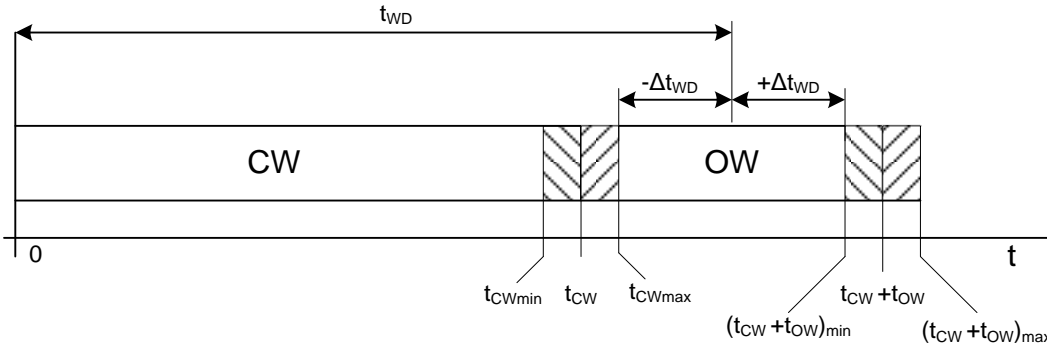 tWD
-ΔtWD
+ΔtWD
CW
OW
0
t
tCWmin
tCW
tCWmax
(tCW +tOW)min
tCW +tOW
(tCW +tOW)max